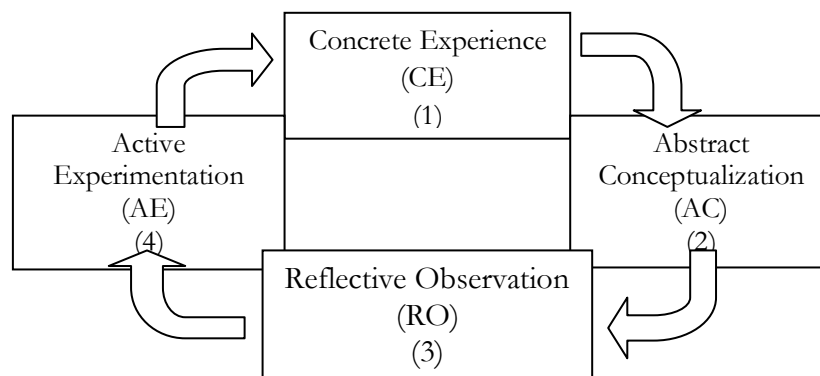 Concrete Experience
(CE)
(1)
Active
Experimentation
(AE)
(4)
Abstract
Conceptualization
(AC)
(2)
Reflective Observation
(RO)
(3)